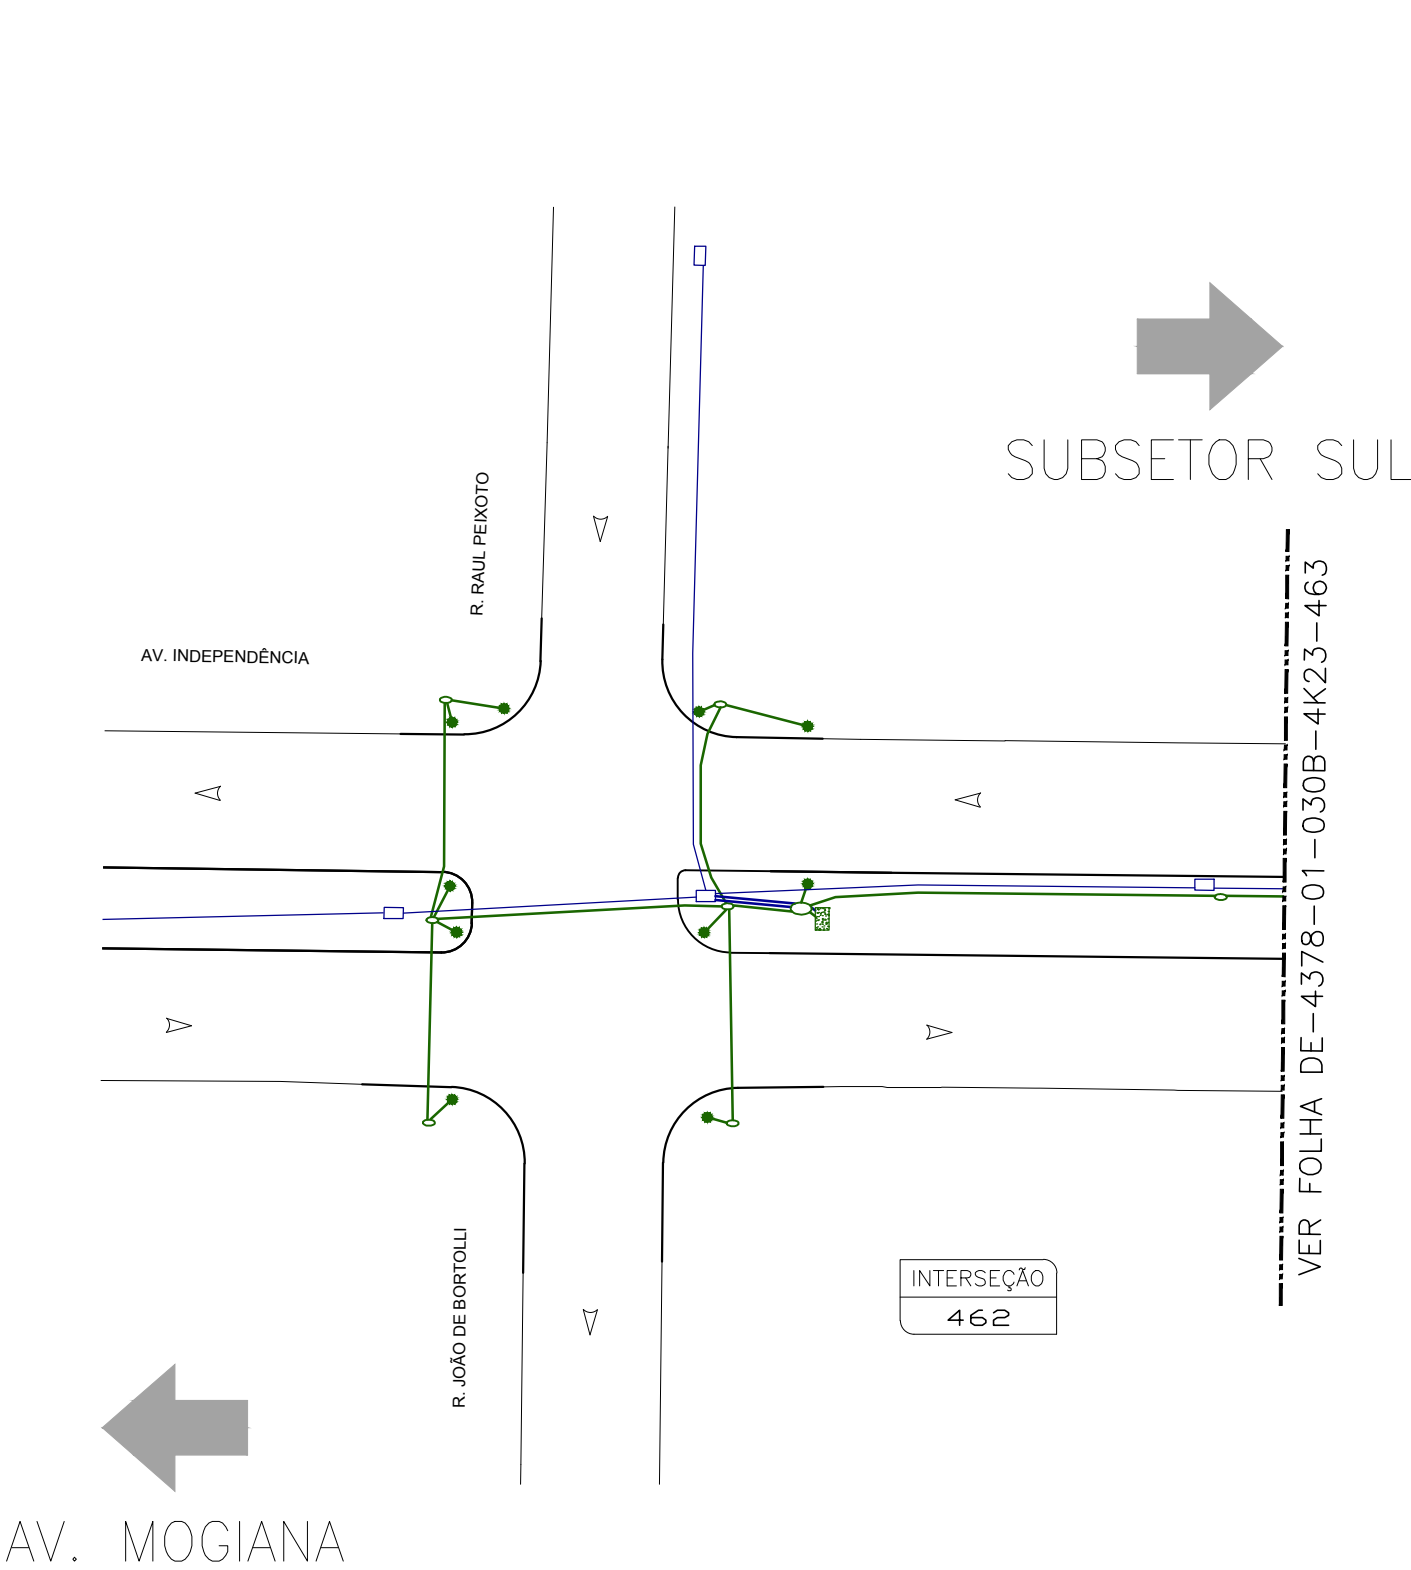 SUBSETOR SUL
R. RAUL PEIXOTO
AV. INDEPENDÊNCIA
VER FOLHA DE-4378-01-030B-4K23-463
R. JOÃO DE BORTOLLI
INTERSEÇÃO
462
AV. MOGIANA